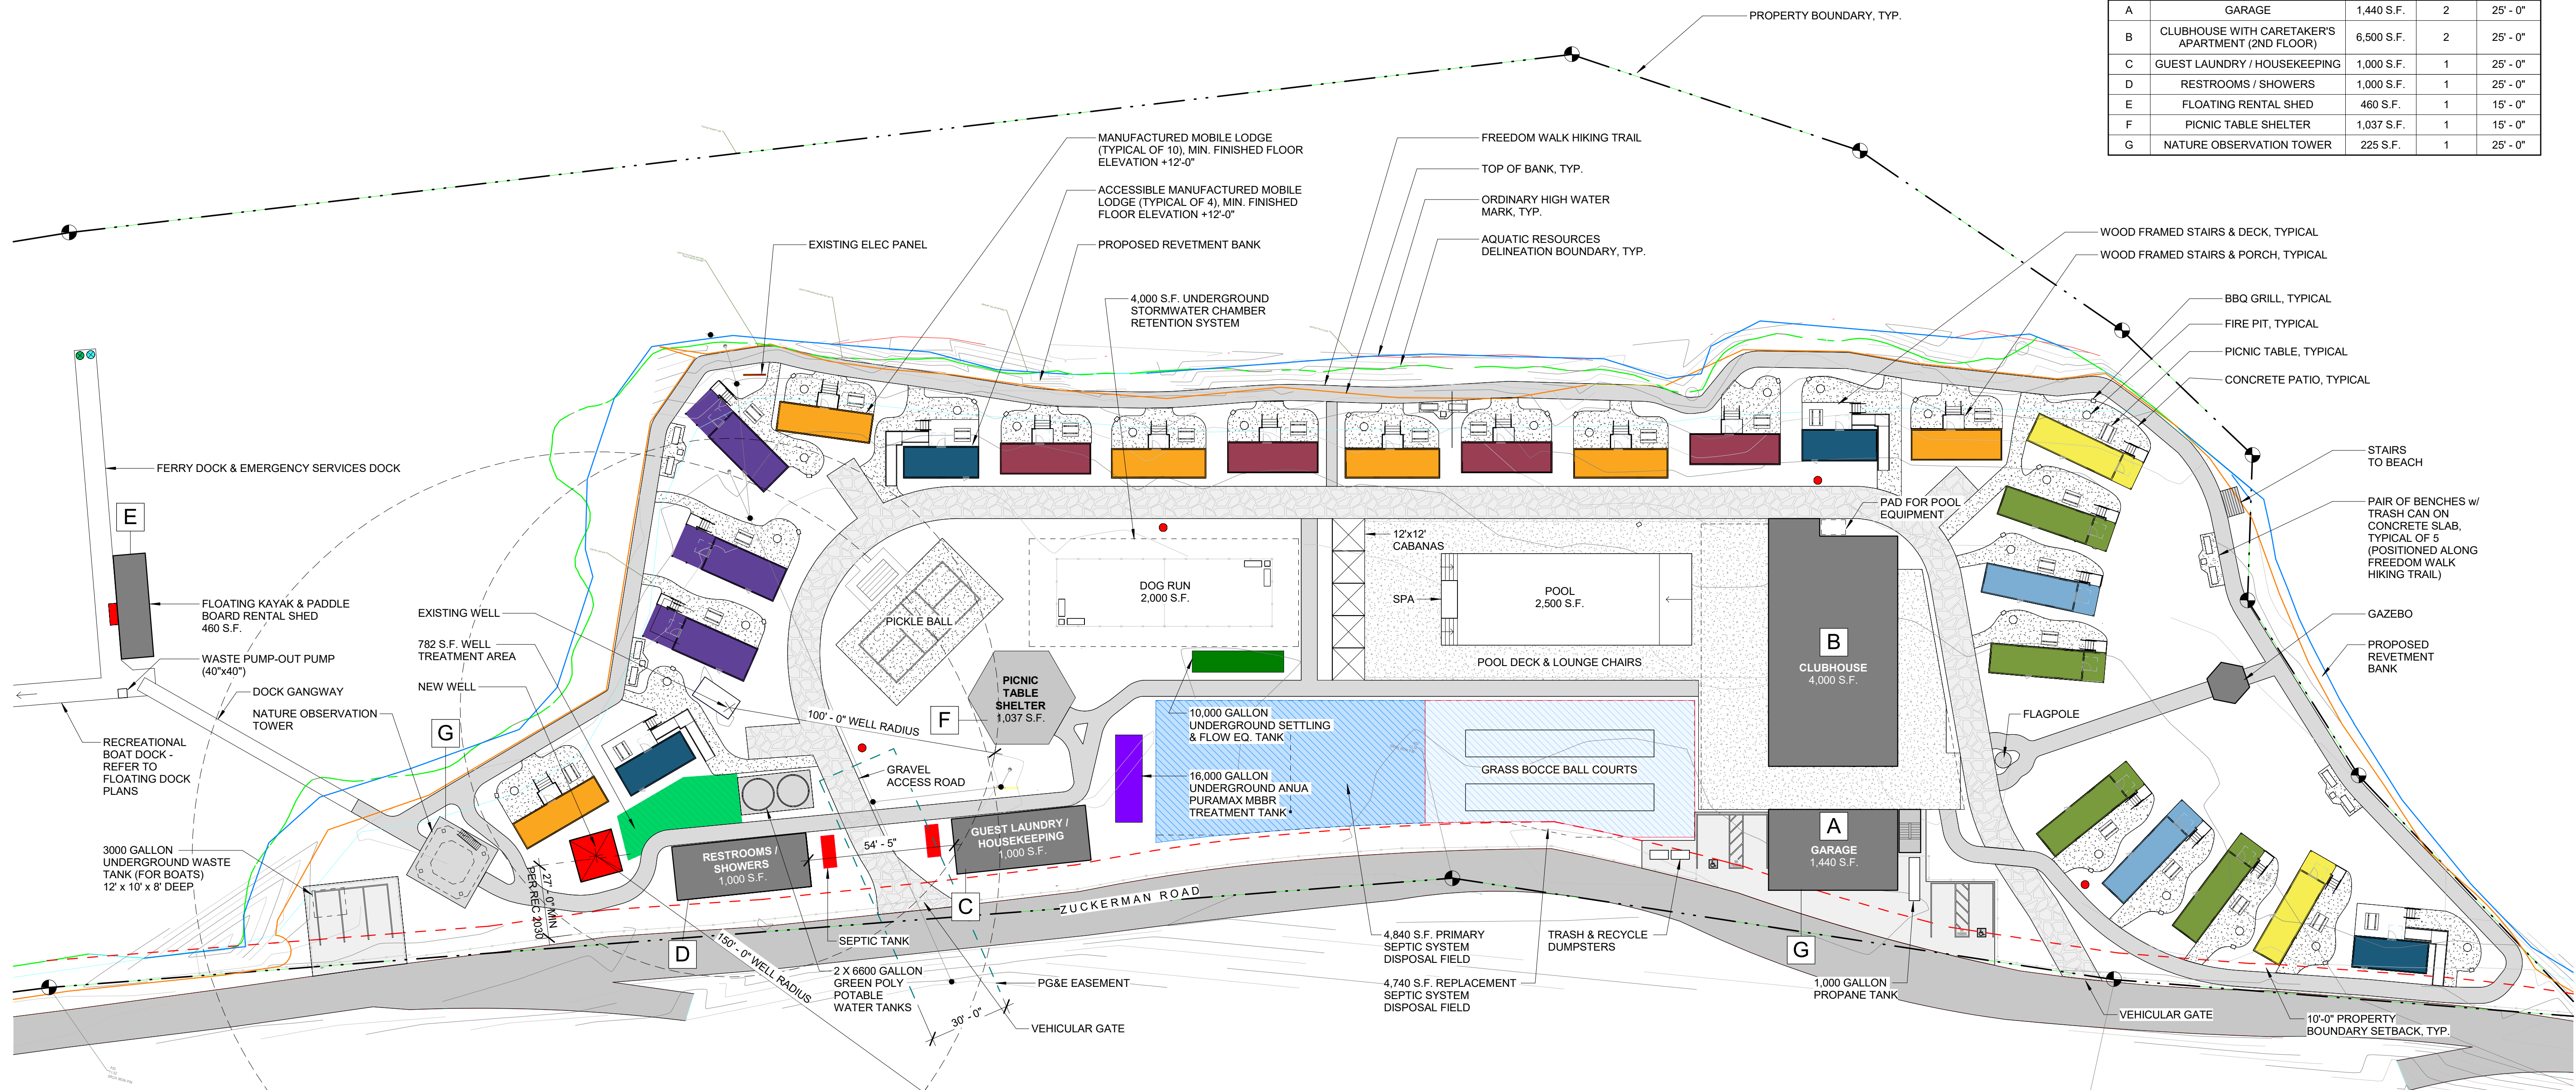 PROPERTY BOUNDARY, TYP.
A GARAGE 1,440 S.F. 2 25' - 0"
B CLUBHOUSE WITH CARETAKER'S APARTMENT (2ND FLOOR) 6,500 S.F. 2 25' - 0"
C GUEST LAUNDRY / HOUSEKEEPING 1,000 S.F. 1 25' - 0"
D RESTROOMS / SHOWERS 1,000 S.F. 1 25' - 0"
E FLOATING RENTAL SHED 460 S.F. 1 15' - 0"
F PICNIC TABLE SHELTER 1,037 S.F. 1 15' - 0"
G NATURE OBSERVATION TOWER 225 S.F. 1 25' - 0"
MANUFACTURED MOBILE LODGE
(TYPICAL OF 10), MIN. FINISHED FLOOR
ELEVATION +12'-0"
ACCESSIBLE MANUFACTURED MOBILE
LODGE (TYPICAL OF 4), MIN. FINISHED
FLOOR ELEVATION +12'-0"
EXISTING ELEC PANEL
PROPOSED REVETMENT BANK
4,000 S.F. UNDERGROUND
STORMWATER CHAMBER
RETENTION SYSTEM
FREEDOM WALK HIKING TRAIL
TOP OF BANK, TYP.
ORDINARY HIGH WATER
MARK, TYP.
AQUATIC RESOURCES
DELINEATION BOUNDARY, TYP.
WOOD FRAMED STAIRS & DECK, TYPICAL
WOOD FRAMED STAIRS & PORCH, TYPICAL
BBQ GRILL, TYPICAL
FIRE PIT, TYPICAL
PICNIC TABLE, TYPICAL
CONCRETE PATIO, TYPICAL
STAIRS
TO BEACH
PAIR OF BENCHES w/
TRASH CAN ON
CONCRETE SLAB,
TYPICAL OF 5
(POSITIONED ALONG
FREEDOM WALK
HIKING TRAIL)
GAZEBO
PROPOSED
REVETMENT
BANK
FERRY DOCK & EMERGENCY SERVICES DOCK
E
FLOATING KAYAK & PADDLE
BOARD RENTAL SHED
460 S.F.
WASTE PUMP-OUT PUMP
(40"x40")
DOCK GANGWAY
NATURE OBSERVATION
TOWER
G
RECREATIONAL
BOAT DOCK -
REFER TO
FLOATING DOCK
PLANS
3000 GALLON
UNDERGROUND WASTE
TANK (FOR BOATS)
12' x 10' x 8' DEEP
EXISTING WELL
782 S.F. WELL
TREATMENT AREA
NEW WELL
PICKLE BALL
DOG RUN
2,000 S.F.
12'x12'
CABANAS
SPA
POOL
2,500 S.F.
POOL DECK & LOUNGE CHAIRS
PAD FOR POOL
EQUIPMENT
B
CLUBHOUSE
4,000 S.F.
F
PICNIC
TABLE
SHELTER
1,037 S.F.
100' - 0" WELL RADIUS
GRAVEL
ACCESS ROAD
10,000 GALLON
UNDERGROUND SETTLING
& FLOW EQ. TANK
16,000 GALLON
UNDERGROUND ANUA
PURAMAX MBBR
TREATMENT TANK
GRASS BOCCE BALL COURTS
FLAGPOLE
A
GARAGE
1,440 S.F.
GUEST LAUNDRY /
HOUSEKEEPING
1,000 S.F.
RESTROOMS /
SHOWERS
1,000 S.F.
54' - 5"
27' - 0" MIN
PER REC 2030
ZUCKERMAN ROAD
C
D
G
SEPTIC TANK
150' - 0" WELL RADIUS
2 X 6600 GALLON
GREEN POLY
POTABLE
WATER TANKS
PG&E EASEMENT
30' - 0"
VEHICULAR GATE
4,840 S.F. PRIMARY
SEPTIC SYSTEM
DISPOSAL FIELD
4,740 S.F. REPLACEMENT
SEPTIC SYSTEM
DISPOSAL FIELD
TRASH & RECYCLE
DUMPSTERS
1,000 GALLON
PROPANE TANK
VEHICULAR GATE
10'-0" PROPERTY
BOUNDARY SETBACK, TYP.